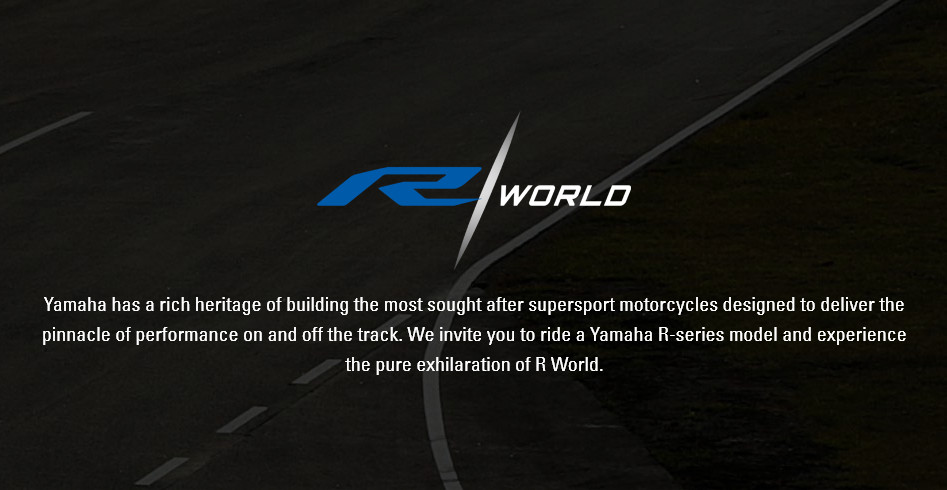 R WORLD
Yamaha has a rich heritage of building the most sought after supersport motorcycles designed to deliver the
pinnacle of performance on and off the track. We invite you to ride a Yamaha R-series model and experience
the pure exhilaration of R World.